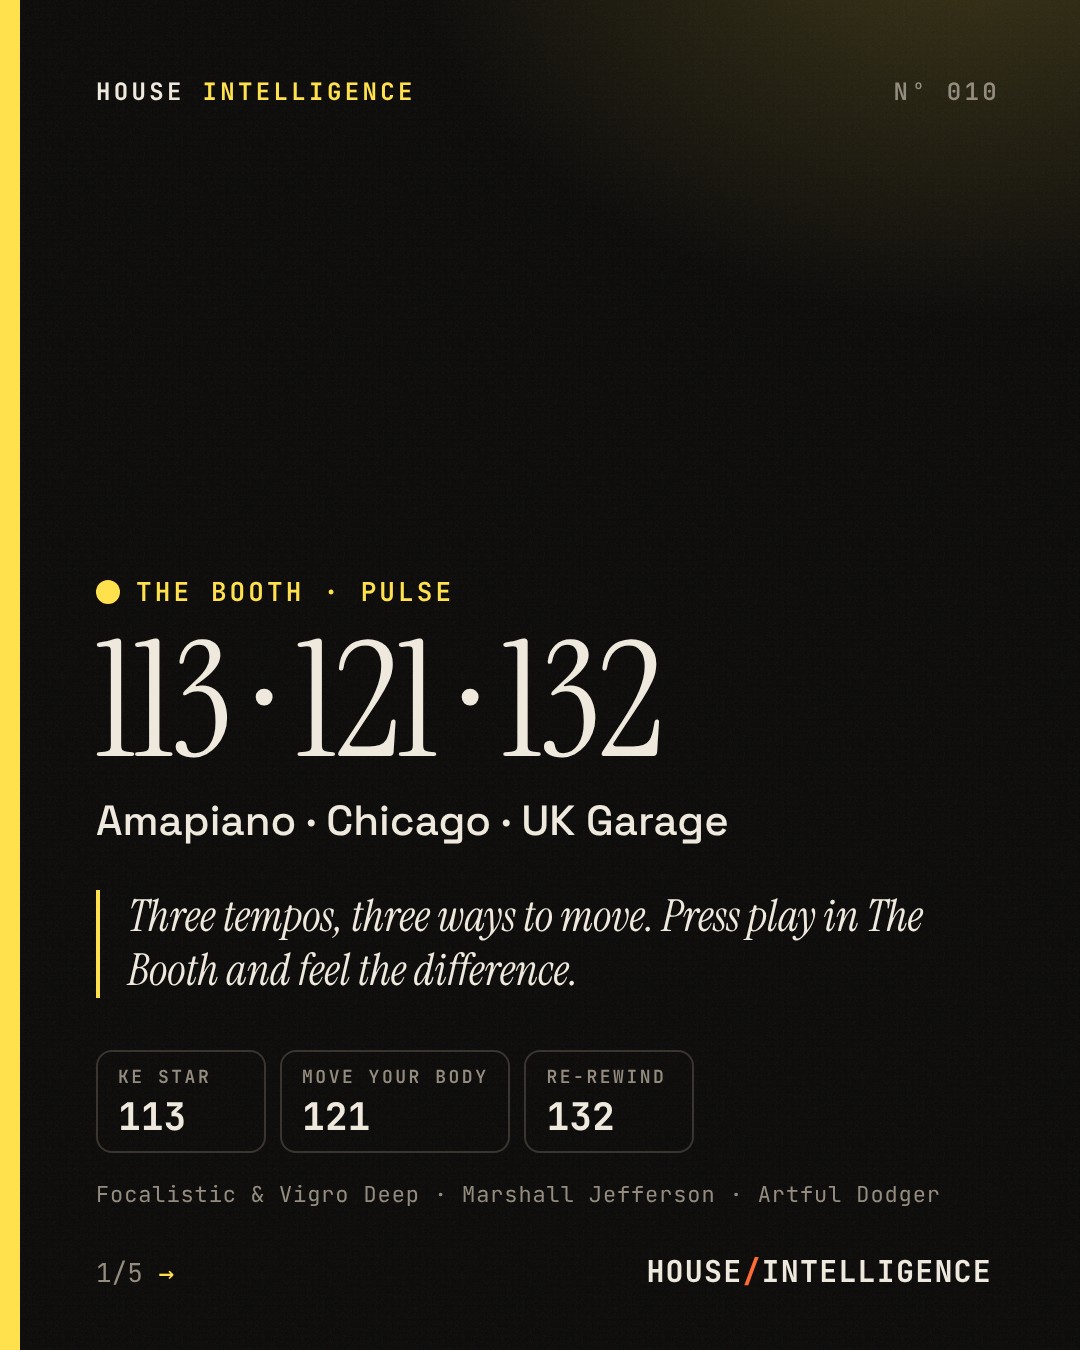 HOUSE INTELLIGENCE
N° 010
THE BOOTH · PULSE
113 · 121 · 132
Amapiano · Chicago · UK Garage
Three tempos, three ways to move. Press play in The
Booth and feel the difference.
KE STAR
113
MOVE YOUR BODY
121
RE-REWIND
132
Focalistic & Vigro Deep · Marshall Jefferson · Artful Dodger
1/5 →
HOUSE/INTELLIGENCE